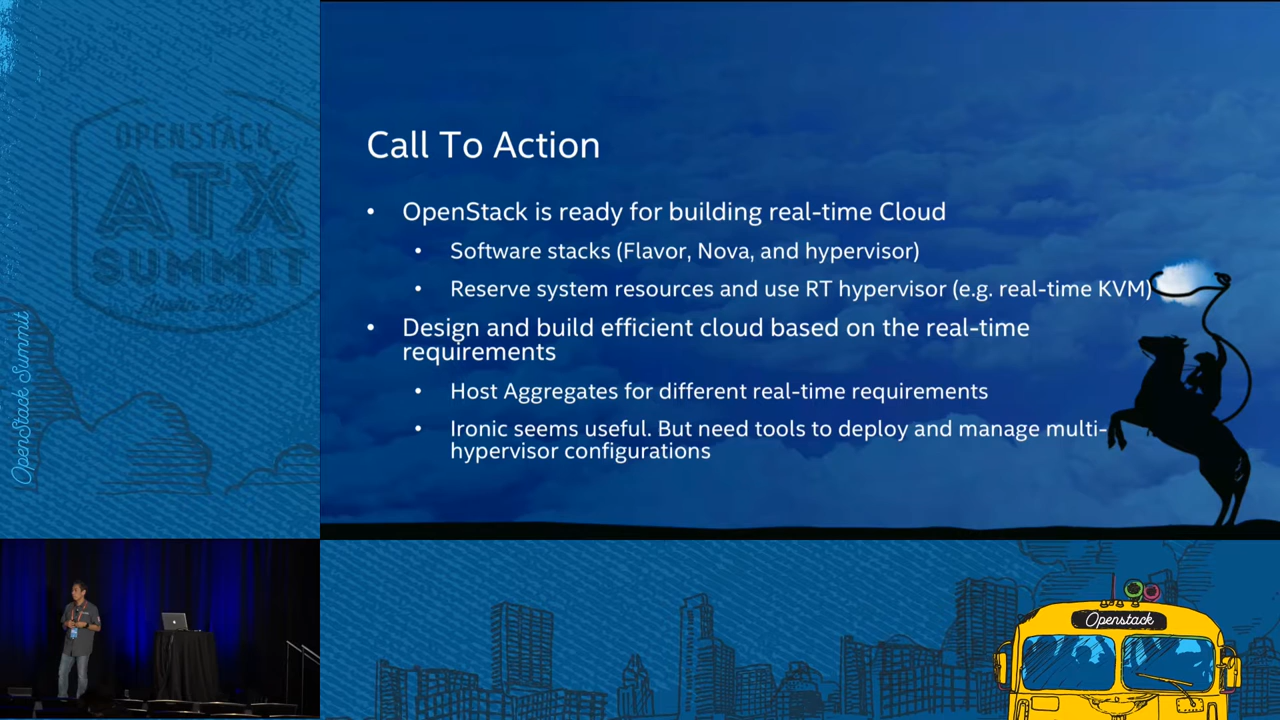 OPENSTACK
ATX
SUMMIT
OpenStack Summit
Call To Action
• OpenStack is ready for building real-time Cloud
• Software stacks (Flavor, Nova, and hypervisor)
• Reserve system resources and use RT hypervisor (e.g. real-time KVM)
• Design and build efficient cloud based on the real-time
requirements
• Host Aggregates for different real-time requirements
• Ironic seems useful. But need tools to deploy and manage multi-
hypervisor configurations
Openstack